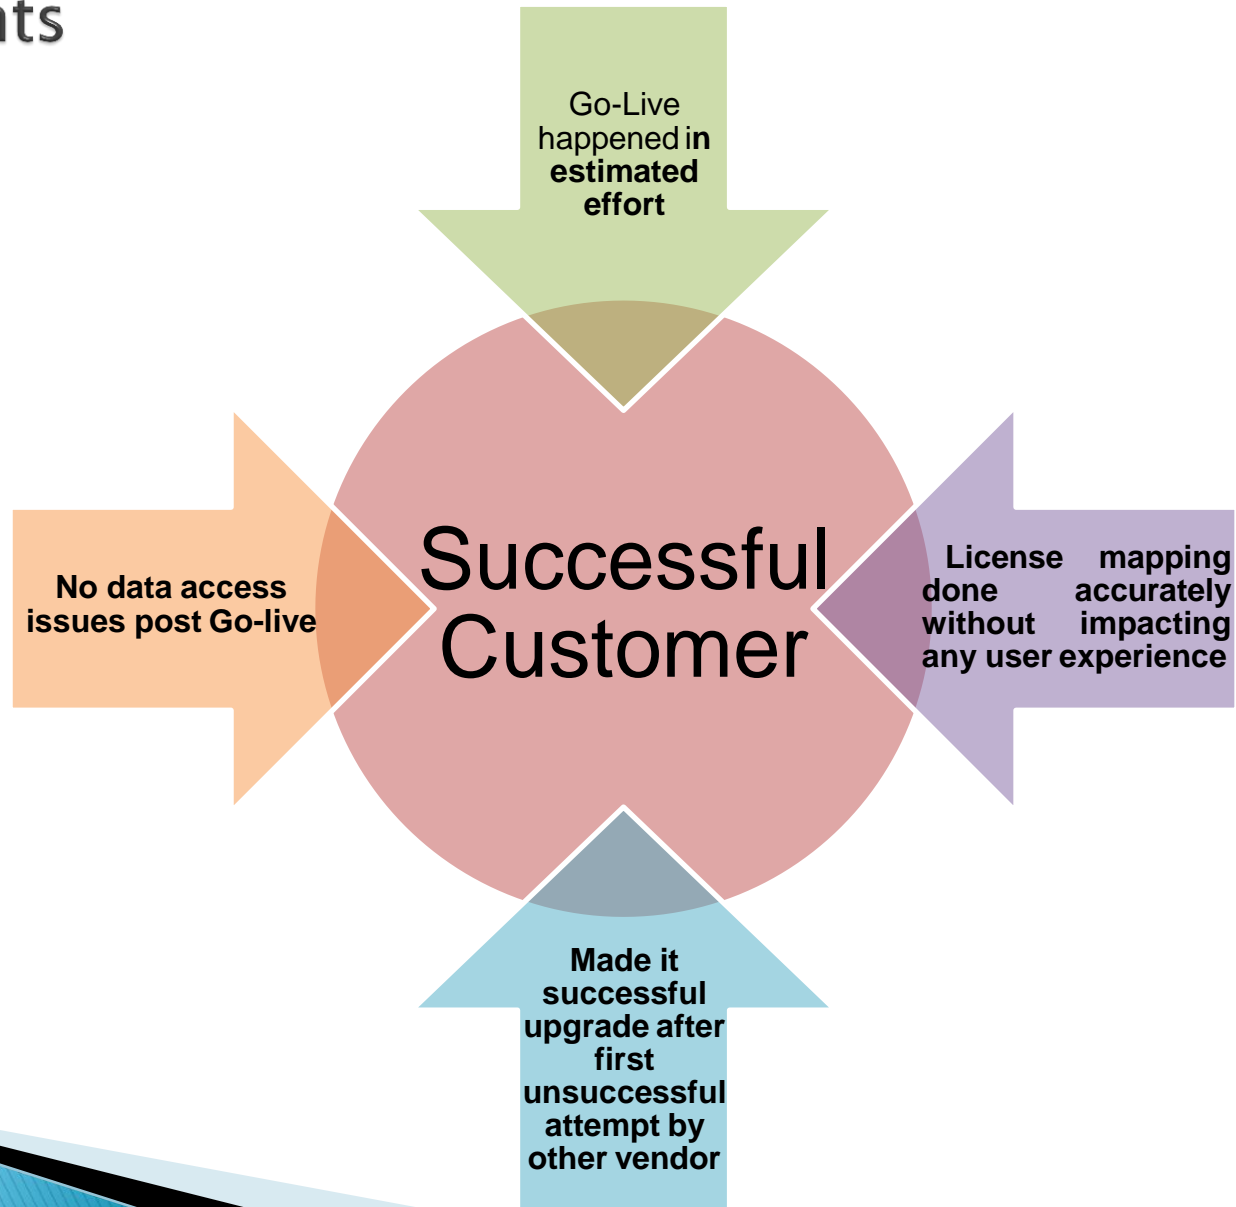 Go-Live
happened in
estimated
effort
No data access
issues post Go-live
Successful
Customer
License mapping
done accurately
without impacting
any user experience
Made it
successful
upgrade after
first
unsuccessful
attempt by
other vendor